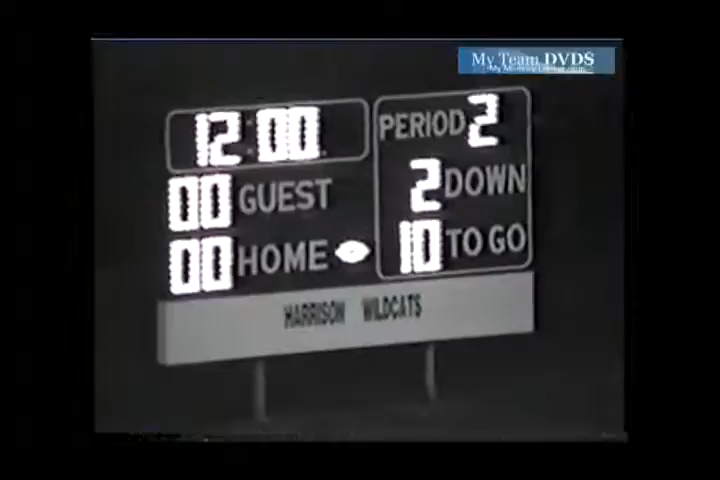 My Team DVDS
12:00
PERIOD 2
00 GUEST
2 DOWN
00 HOME
10 TO GO
HARRISON WILDCATS